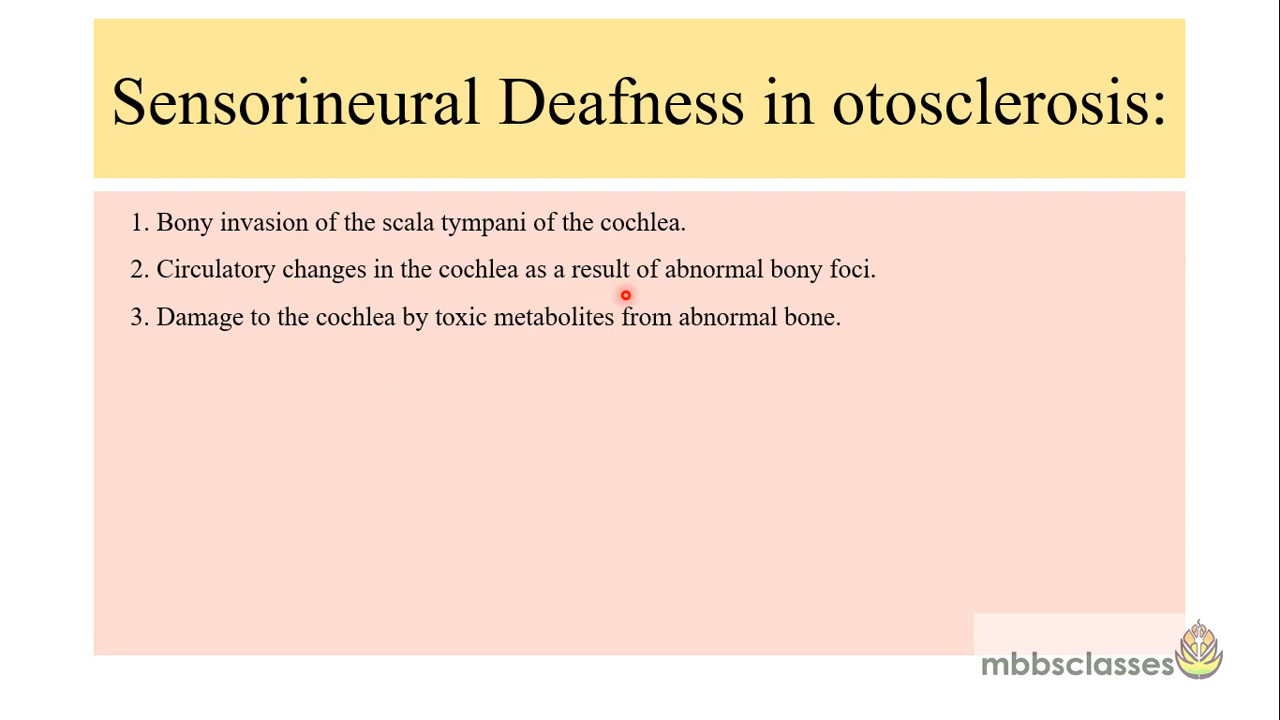 Sensorineural Deafness in otosclerosis:
1. Bony invasion of the scala tympani of the cochlea.
2. Circulatory changes in the cochlea as a result of abnormal bony foci.
3. Damage to the cochlea by toxic metabolites from abnormal bone.
mbbsclasses